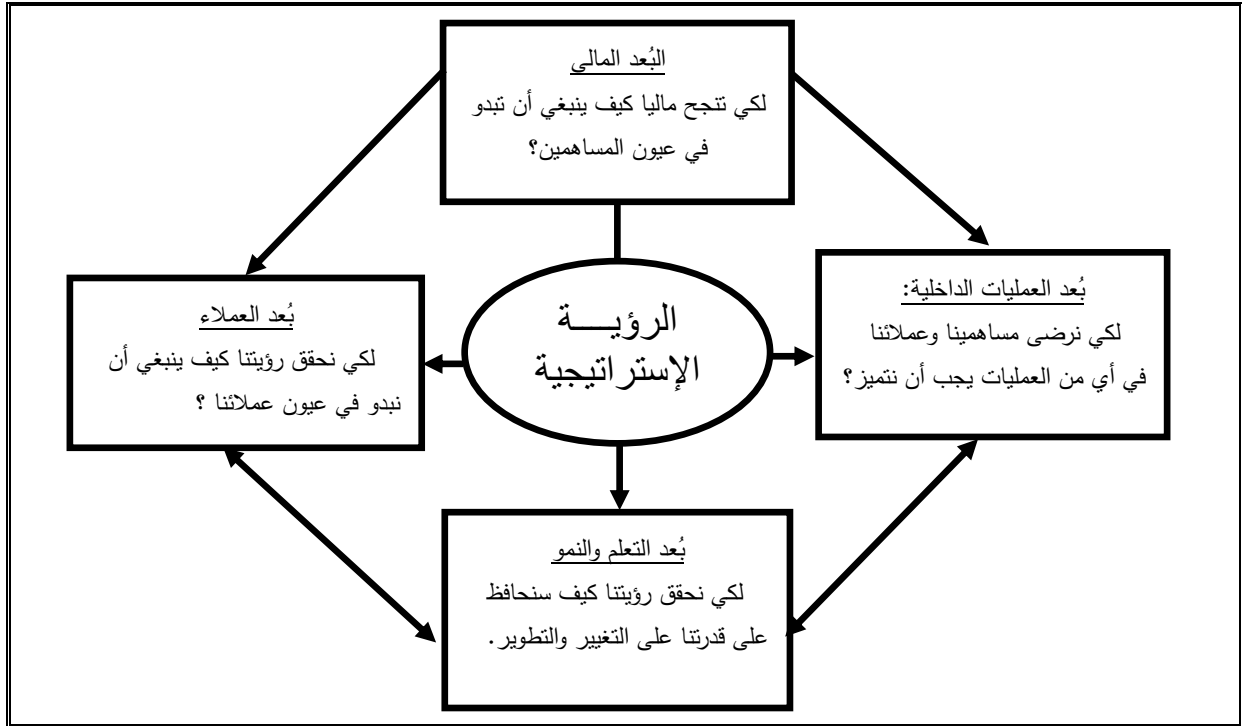 البُعد المالي
لكي تنجح ماليا كيف ينبغي أن تبدو
في عيون المساهمين؟
بُعد العمليات الداخلية:
لكي نرضى مساهمينا وعملائنا
في أي من العمليات يجب أن نتميز؟
الرؤيــــة
الإستراتيجية
بُعد العملاء
لكي نحقق رؤيتنا كيف ينبغي أن
نبدو في عيون عملائنا ؟
بُعد التعلم والنمو
لكي نحقق رؤيتنا كيف سنحافظ
على قدرتنا على التغيير والتطوير.